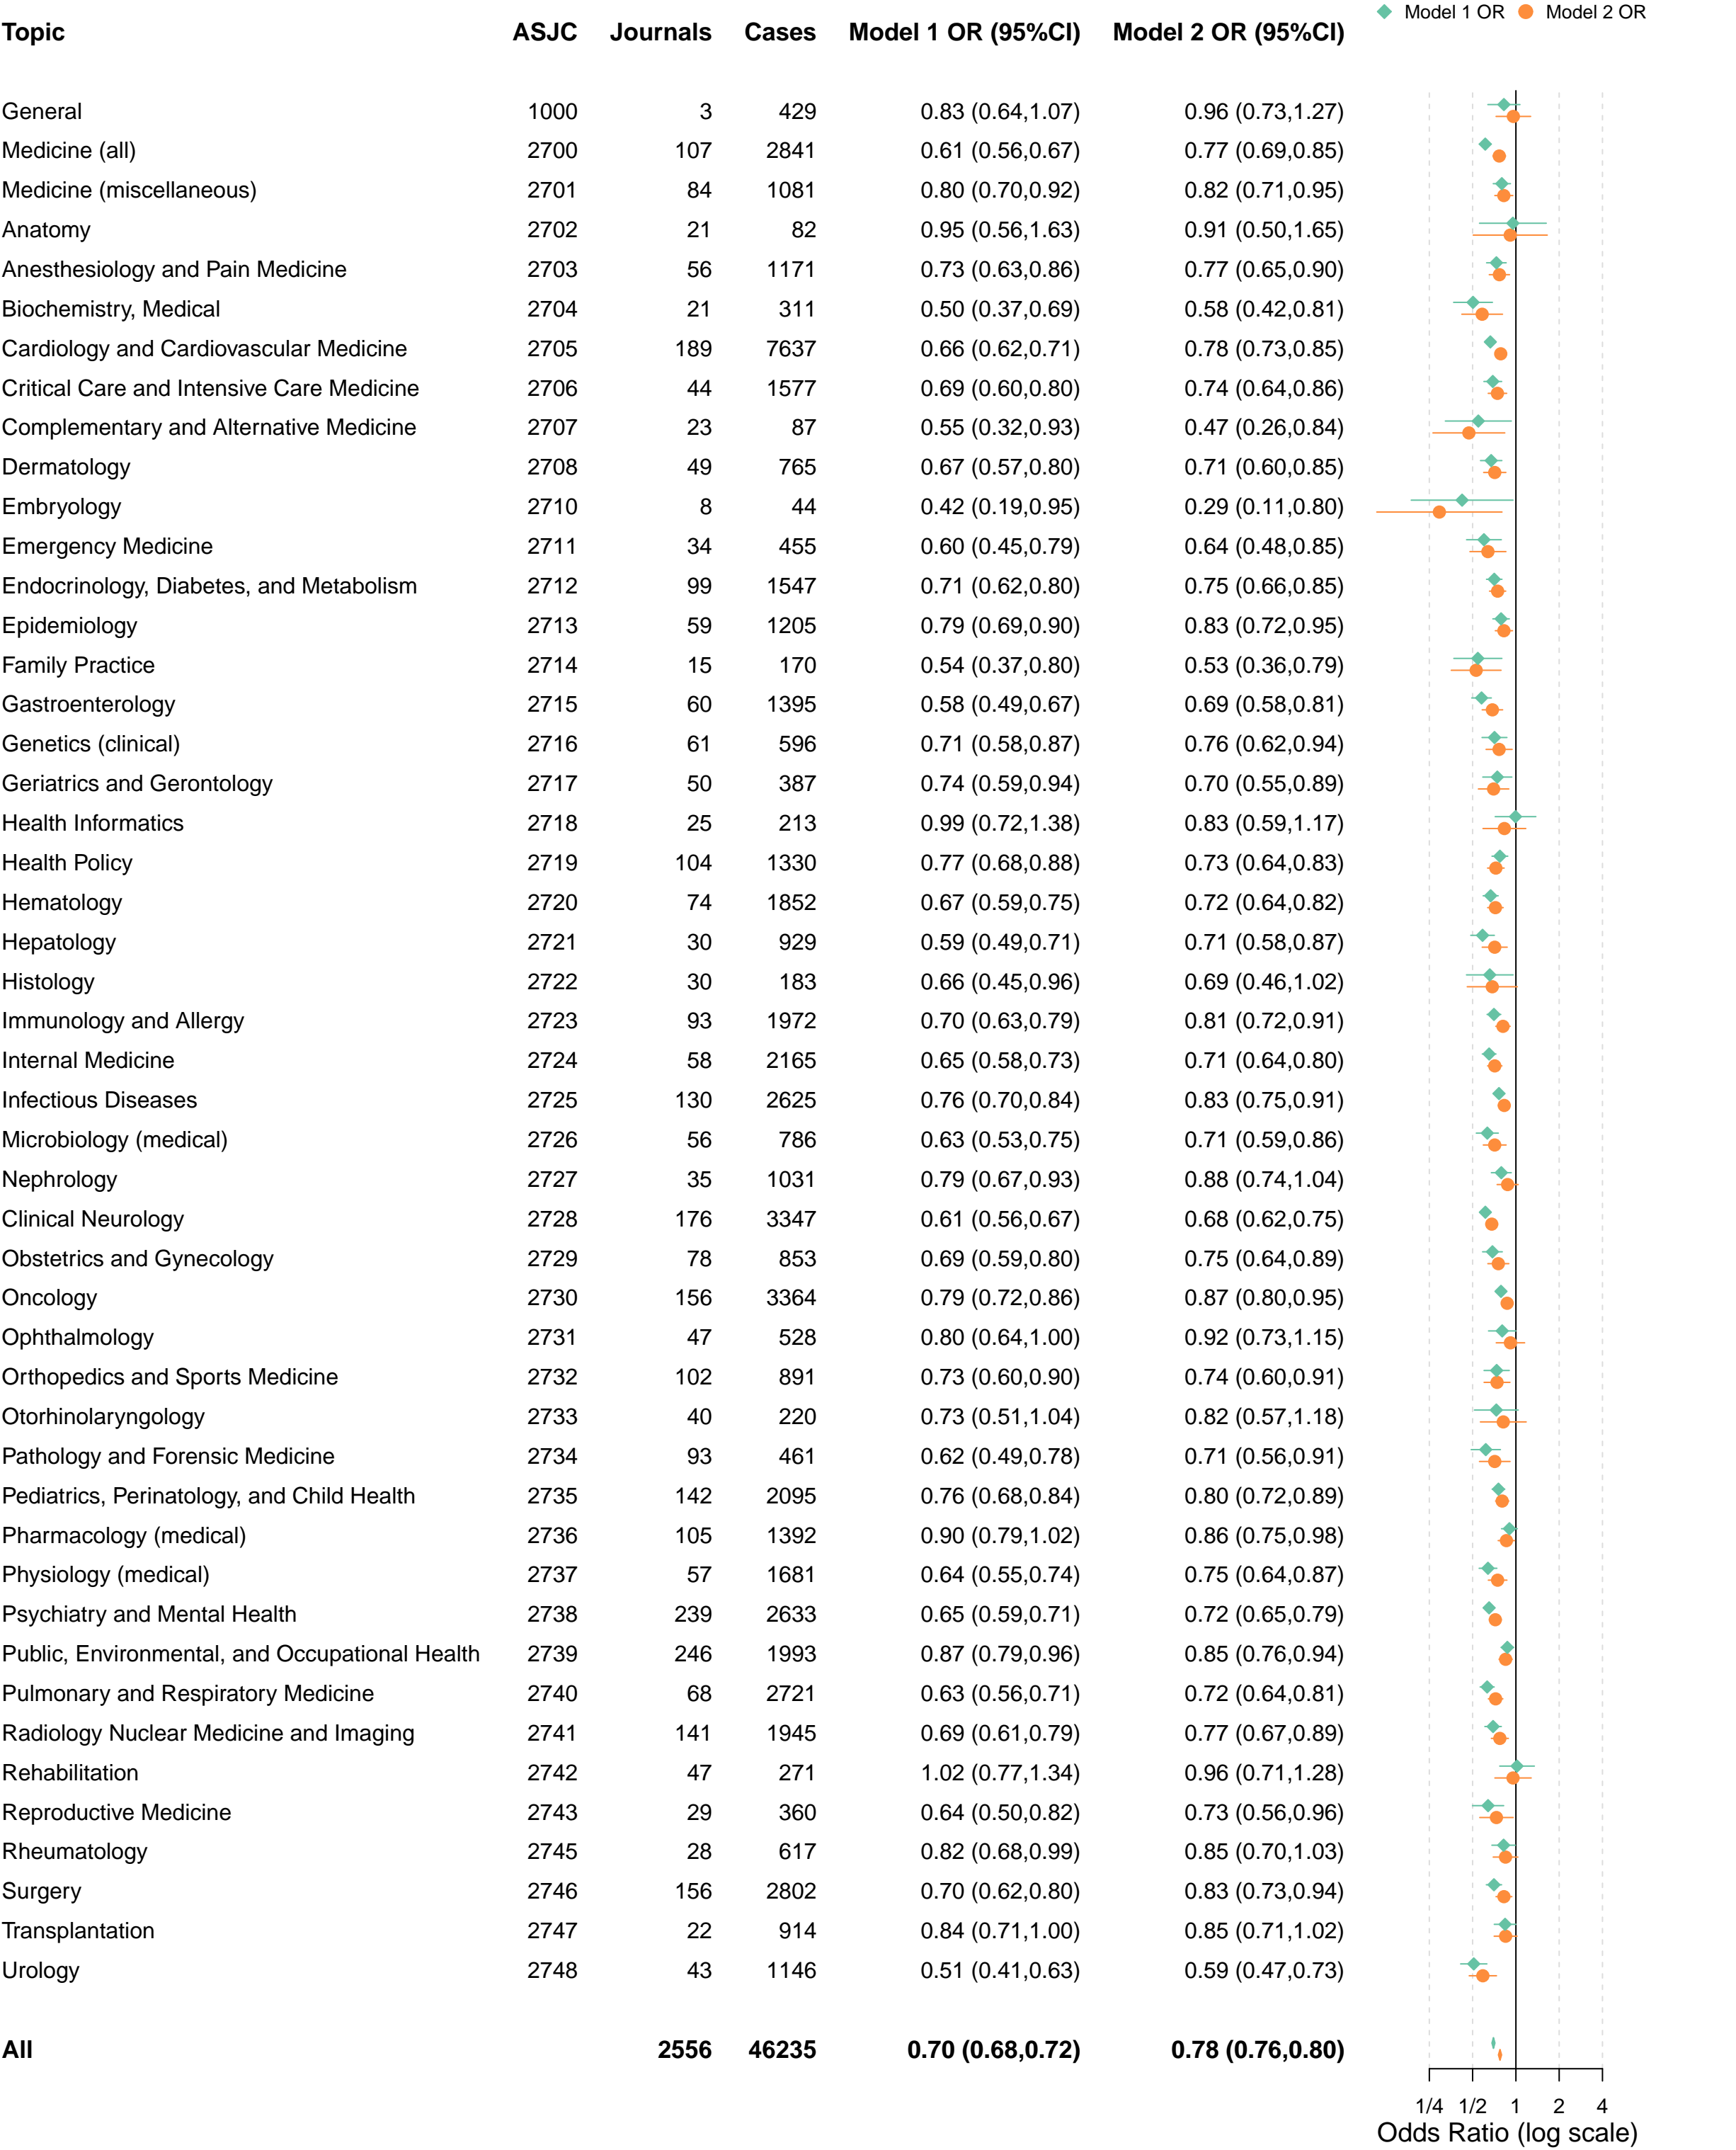 Model 1 OR Model 2 OR
Topic ASJC Journals Cases Model 1 OR (95%CI) Model 2 OR (95%CI)
General 1000 3 429 0.83 (0.64,1.07) 0.96 (0.73,1.27)
Medicine (all) 2700 107 2841 0.61 (0.56,0.67) 0.77 (0.69,0.85)
Medicine (miscellaneous) 2701 84 1081 0.80 (0.70,0.92) 0.82 (0.71,0.95)
Anatomy 2702 21 82 0.95 (0.56,1.63) 0.91 (0.50,1.65)
Anesthesiology and Pain Medicine 2703 56 1171 0.73 (0.63,0.86) 0.77 (0.65,0.90)
Biochemistry, Medical 2704 21 311 0.50 (0.37,0.69) 0.58 (0.42,0.81)
Cardiology and Cardiovascular Medicine 2705 189 7637 0.66 (0.62,0.71) 0.78 (0.73,0.85)
Critical Care and Intensive Care Medicine 2706 44 1577 0.69 (0.60,0.80) 0.74 (0.64,0.86)
Complementary and Alternative Medicine 2707 23 87 0.55 (0.32,0.93) 0.47 (0.26,0.84)
Dermatology 2708 49 765 0.67 (0.57,0.80) 0.71 (0.60,0.85)
Embryology 2710 8 44 0.42 (0.19,0.95) 0.29 (0.11,0.80)
Emergency Medicine 2711 34 455 0.60 (0.45,0.79) 0.64 (0.48,0.85)
Endocrinology, Diabetes, and Metabolism 2712 99 1547 0.71 (0.62,0.80) 0.75 (0.66,0.85)
Epidemiology 2713 59 1205 0.79 (0.69,0.90) 0.83 (0.72,0.95)
Family Practice 2714 15 170 0.54 (0.37,0.80) 0.53 (0.36,0.79)
Gastroenterology 2715 60 1395 0.58 (0.49,0.67) 0.69 (0.58,0.81)
Genetics (clinical) 2716 61 596 0.71 (0.58,0.87) 0.76 (0.62,0.94)
Geriatrics and Gerontology 2717 50 387 0.74 (0.59,0.94) 0.70 (0.55,0.89)
Health Informatics 2718 25 213 0.99 (0.72,1.38) 0.83 (0.59,1.17)
Health Policy 2719 104 1330 0.77 (0.68,0.88) 0.73 (0.64,0.83)
Hematology 2720 74 1852 0.67 (0.59,0.75) 0.72 (0.64,0.82)
Hepatology 2721 30 929 0.59 (0.49,0.71) 0.71 (0.58,0.87)
Histology 2722 30 183 0.66 (0.45,0.96) 0.69 (0.46,1.02)
Immunology and Allergy 2723 93 1972 0.70 (0.63,0.79) 0.81 (0.72,0.91)
Internal Medicine 2724 58 2165 0.65 (0.58,0.73) 0.71 (0.64,0.80)
Infectious Diseases 2725 130 2625 0.76 (0.70,0.84) 0.83 (0.75,0.91)
Microbiology (medical) 2726 56 786 0.63 (0.53,0.75) 0.71 (0.59,0.86)
Nephrology 2727 35 1031 0.79 (0.67,0.93) 0.88 (0.74,1.04)
Clinical Neurology 2728 176 3347 0.61 (0.56,0.67) 0.68 (0.62,0.75)
Obstetrics and Gynecology 2729 78 853 0.69 (0.59,0.80) 0.75 (0.64,0.89)
Oncology 2730 156 3364 0.79 (0.72,0.86) 0.87 (0.80,0.95)
Ophthalmology 2731 47 528 0.80 (0.64,1.00) 0.92 (0.73,1.15)
Orthopedics and Sports Medicine 2732 102 891 0.73 (0.60,0.90) 0.74 (0.60,0.91)
Otorhinolaryngology 2733 40 220 0.73 (0.51,1.04) 0.82 (0.57,1.18)
Pathology and Forensic Medicine 2734 93 461 0.62 (0.49,0.78) 0.71 (0.56,0.91)
Pediatrics, Perinatology, and Child Health 2735 142 2095 0.76 (0.68,0.84) 0.80 (0.72,0.89)
Pharmacology (medical) 2736 105 1392 0.90 (0.79,1.02) 0.86 (0.75,0.98)
Physiology (medical) 2737 57 1681 0.64 (0.55,0.74) 0.75 (0.64,0.87)
Psychiatry and Mental Health 2738 239 2633 0.65 (0.59,0.71) 0.72 (0.65,0.79)
Public, Environmental, and Occupational Health 2739 246 1993 0.87 (0.79,0.96) 0.85 (0.76,0.94)
Pulmonary and Respiratory Medicine 2740 68 2721 0.63 (0.56,0.71) 0.72 (0.64,0.81)
Radiology Nuclear Medicine and Imaging 2741 141 1945 0.69 (0.61,0.79) 0.77 (0.67,0.89)
Rehabilitation 2742 47 271 1.02 (0.77,1.34) 0.96 (0.71,1.28)
Reproductive Medicine 2743 29 360 0.64 (0.50,0.82) 0.73 (0.56,0.96)
Rheumatology 2745 28 617 0.82 (0.68,0.99) 0.85 (0.70,1.03)
Surgery 2746 156 2802 0.70 (0.62,0.80) 0.83 (0.73,0.94)
Transplantation 2747 22 914 0.84 (0.71,1.00) 0.85 (0.71,1.02)
Urology 2748 43 1146 0.51 (0.41,0.63) 0.59 (0.47,0.73)
All 2556 46235 0.70 (0.68,0.72) 0.78 (0.76,0.80)
1/4 1/2 1 2 4
Odds Ratio (log scale)